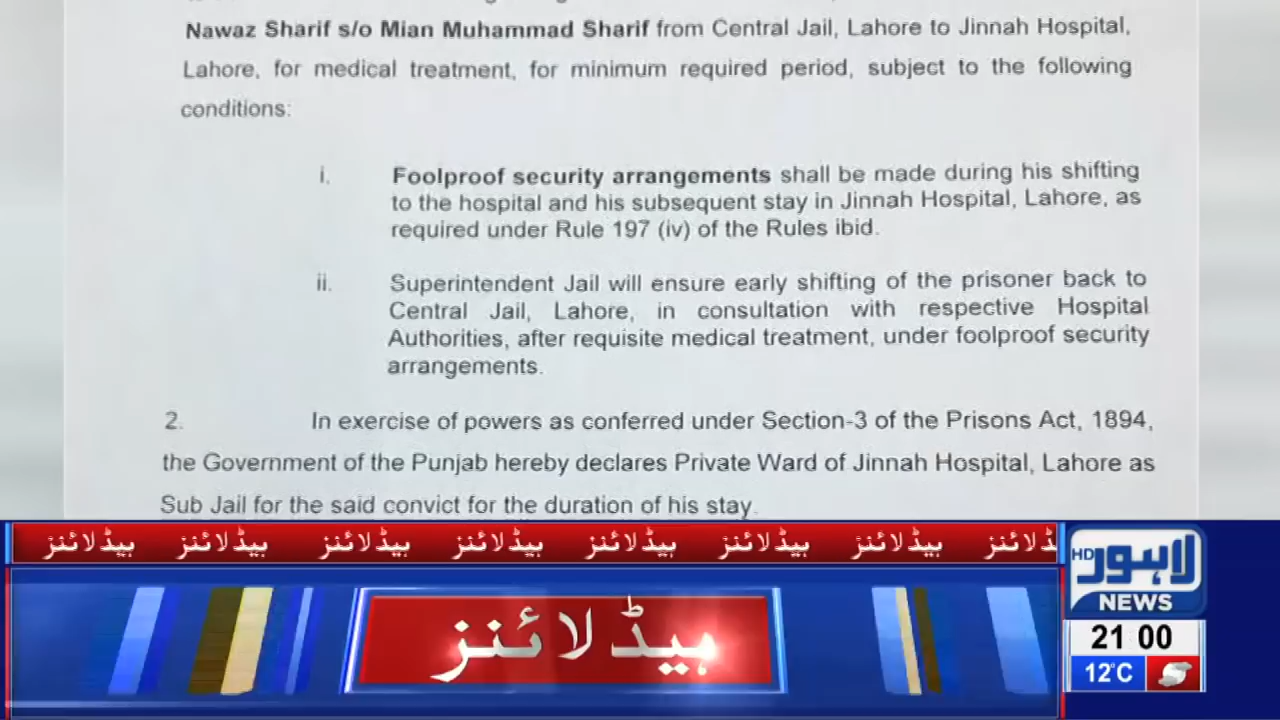 Nawaz Sharif s/o Mian Muhammad Sharif from Central Jail, Lahore to Jinnah Hospital,
Lahore, for medical treatment, for minimum required period, subject to the following
conditions:
i. Foolproof security arrangements shall be made during his shifting
to the hospital and his subsequent stay in Jinnah Hospital, Lahore, as
required under Rule 197 (iv) of the Rules ibid.
ii. Superintendent Jail will ensure early shifting of the prisoner back to
Central Jail, Lahore, in consultation with respective Hospital
Authorities, after requisite medical treatment, under foolproof security
arrangements.
2. In exercise of powers as conferred under Section-3 of the Prisons Act, 1894,
the Government of the Punjab hereby declares Private Ward of Jinnah Hospital, Lahore as
Sub Jail for the said convict for the duration of his stay.
ہیڈلائنز ہیڈلائنز ہیڈلائنز ہیڈلائنز ہیڈلائنز ہیڈلائنز ہیڈلائنز ڈلائنز
ہیڈلائنز
HD لاہور
NEWS
21 00
12°C